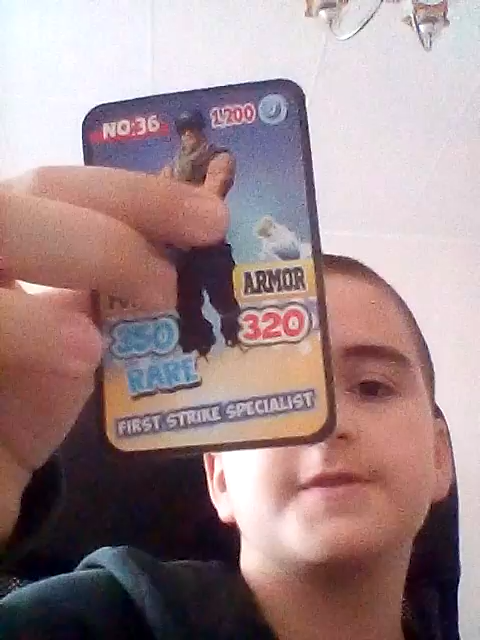 NO:36
1'200
ARMOR
350
320
RARE
FIRST STRIKE SPECIALIST